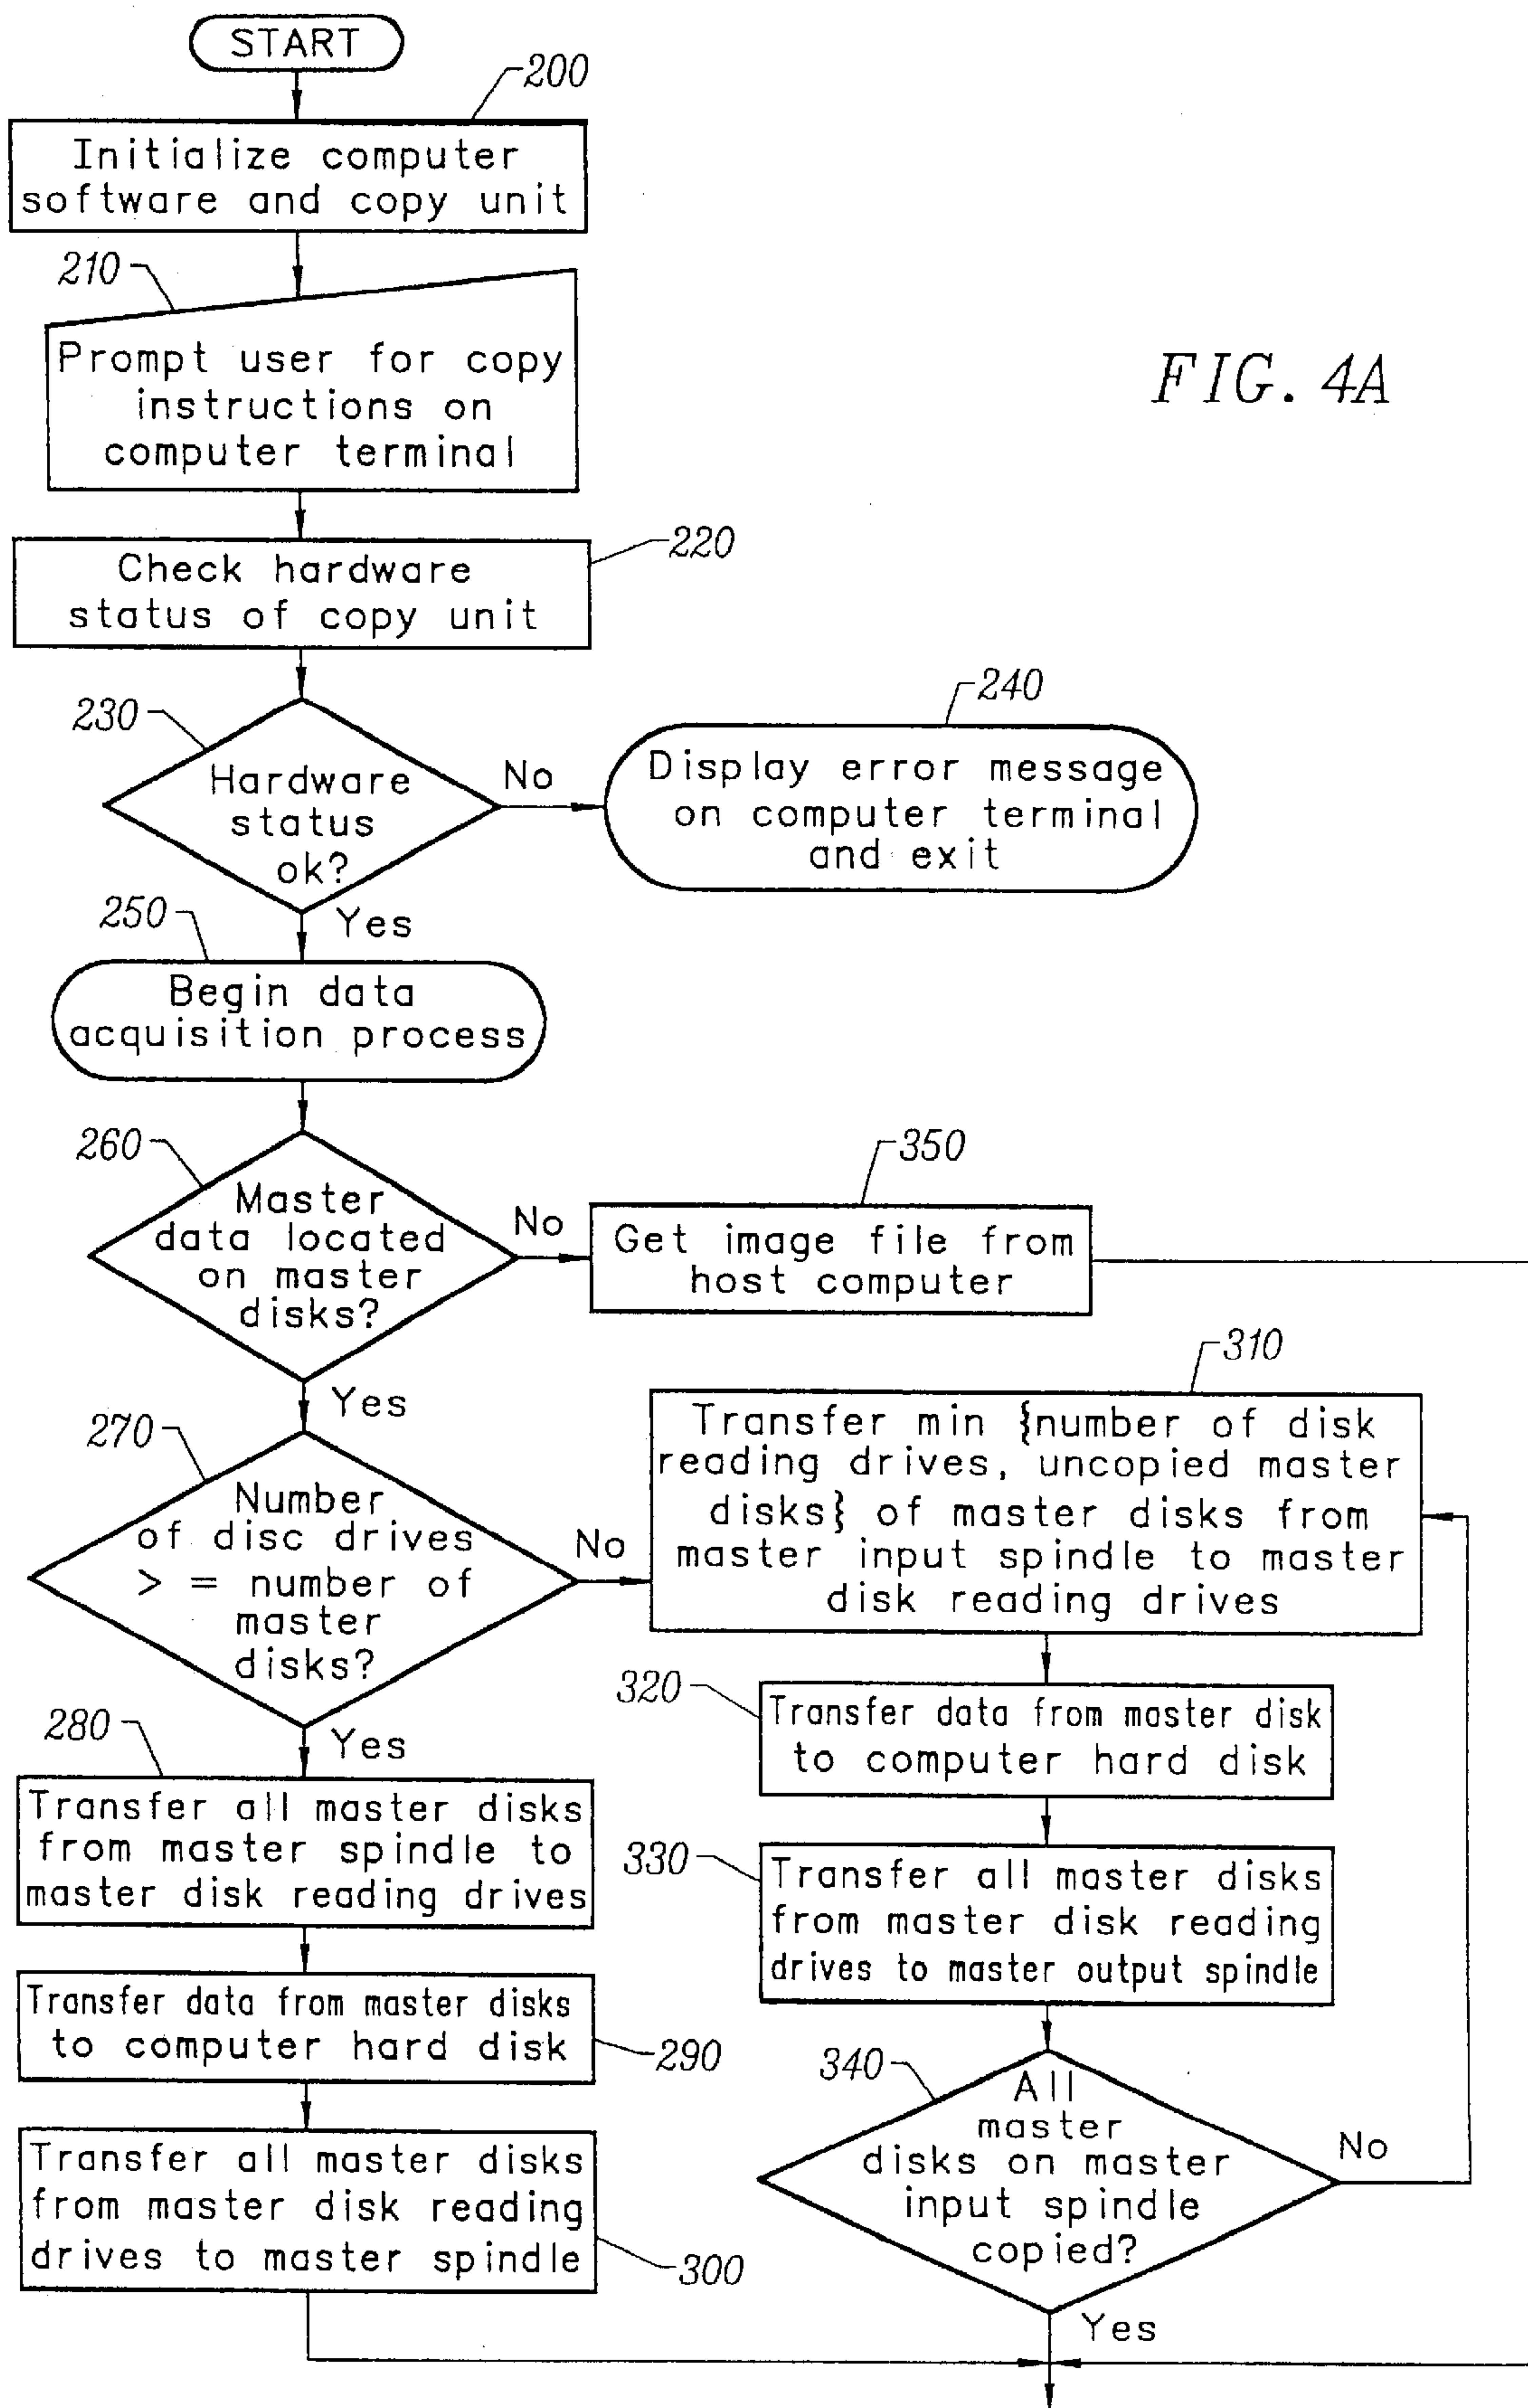 START
200
Initialize computer
software and copy unit
210
Prompt user for copy
instructions on
computer terminal
FIG. 4A
220
Check hardware
status of copy unit
230
Hardware
status
ok?
No
240
Display error message
on computer terminal
and exit
Yes
250
Begin data
acquisition process
260
Master
data located
on master
disks?
No
350
Get image file from
host computer
Yes
270
Number
of disc drives
> = number of
master
disks?
No
310
Transfer min {number of disk
reading drives, uncopied master
disks} of master disks from
master input spindle to master
disk reading drives
320
Transfer data from master disk
to computer hard disk
330
Transfer all master disks
from master disk reading
drives to master output spindle
340
All
master
disks on master
input spindle
copied?
No
Yes
Yes
280
Transfer all master disks
from master spindle to
master disk reading drives
Transfer data from master disks
to computer hard disk
290
Transfer all master disks
from master disk reading
drives to master spindle
300